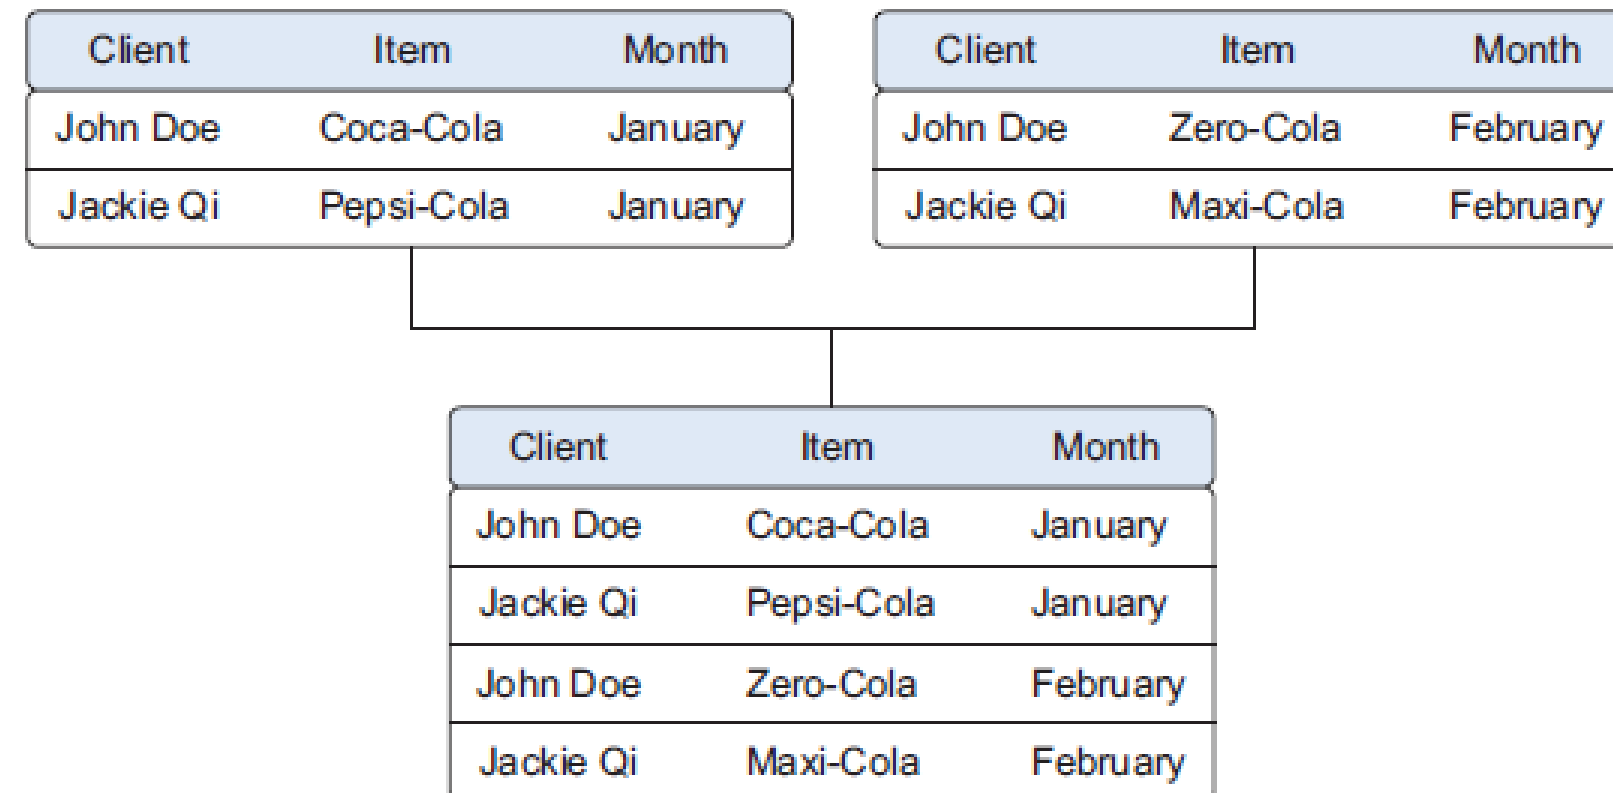 Client Item Month
John Doe Coca-Cola January
Jackie Qi Pepsi-Cola January
Client Item Month
John Doe Zero-Cola February
Jackie Qi Maxi-Cola February
Client Item Month
John Doe Coca-Cola January
Jackie Qi Pepsi-Cola January
John Doe Zero-Cola February
Jackie Qi Maxi-Cola February